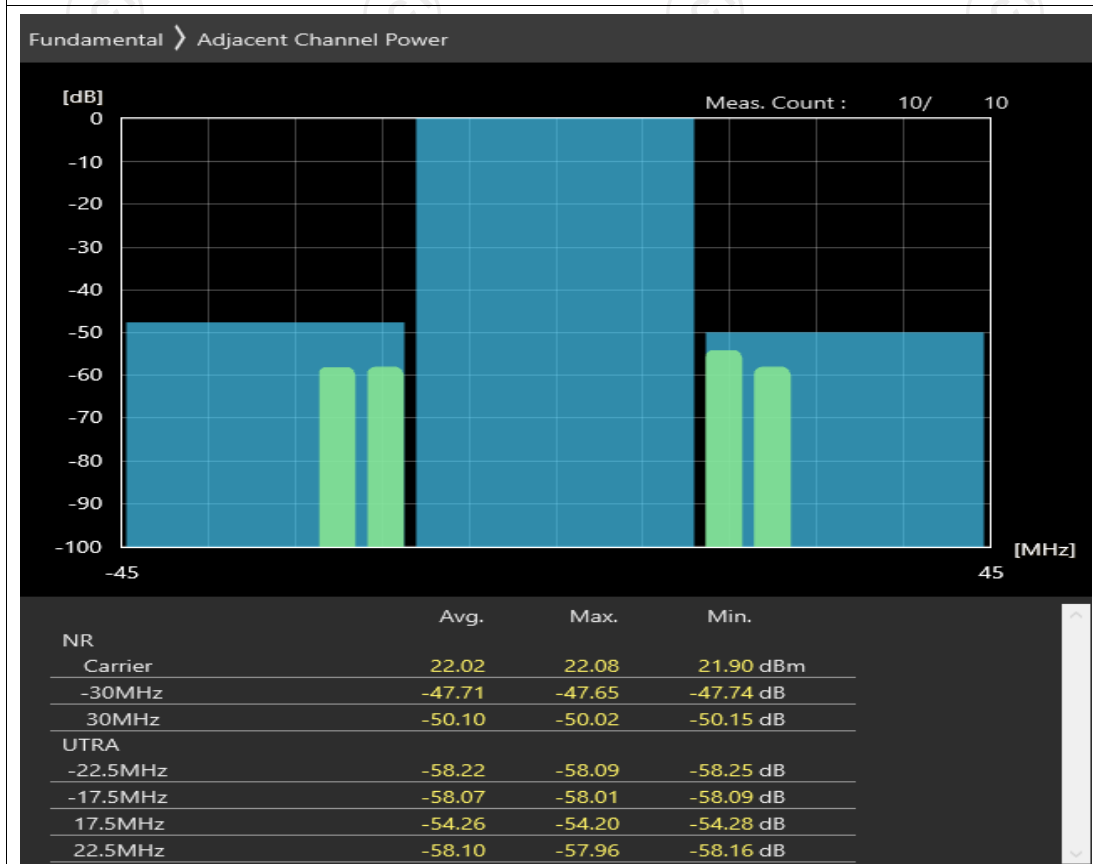 Fundamental ❯ Adjacent Channel Power
[dB]
Meas. Count : 10/ 10
0
-10
-20
-30
-40
-50
-60
-70
-80
-90
-100
[MHz]
-45 45
Avg. Max. Min.
NR
Carrier 22.02 22.08 21.90 dBm
-30MHz -47.71 -47.65 -47.74 dB
30MHz -50.10 -50.02 -50.15 dB
UTRA
-22.5MHz -58.22 -58.09 -58.25 dB
-17.5MHz -58.07 -58.01 -58.09 dB
17.5MHz -54.26 -54.20 -54.28 dB
22.5MHz -58.10 -57.96 -58.16 dB